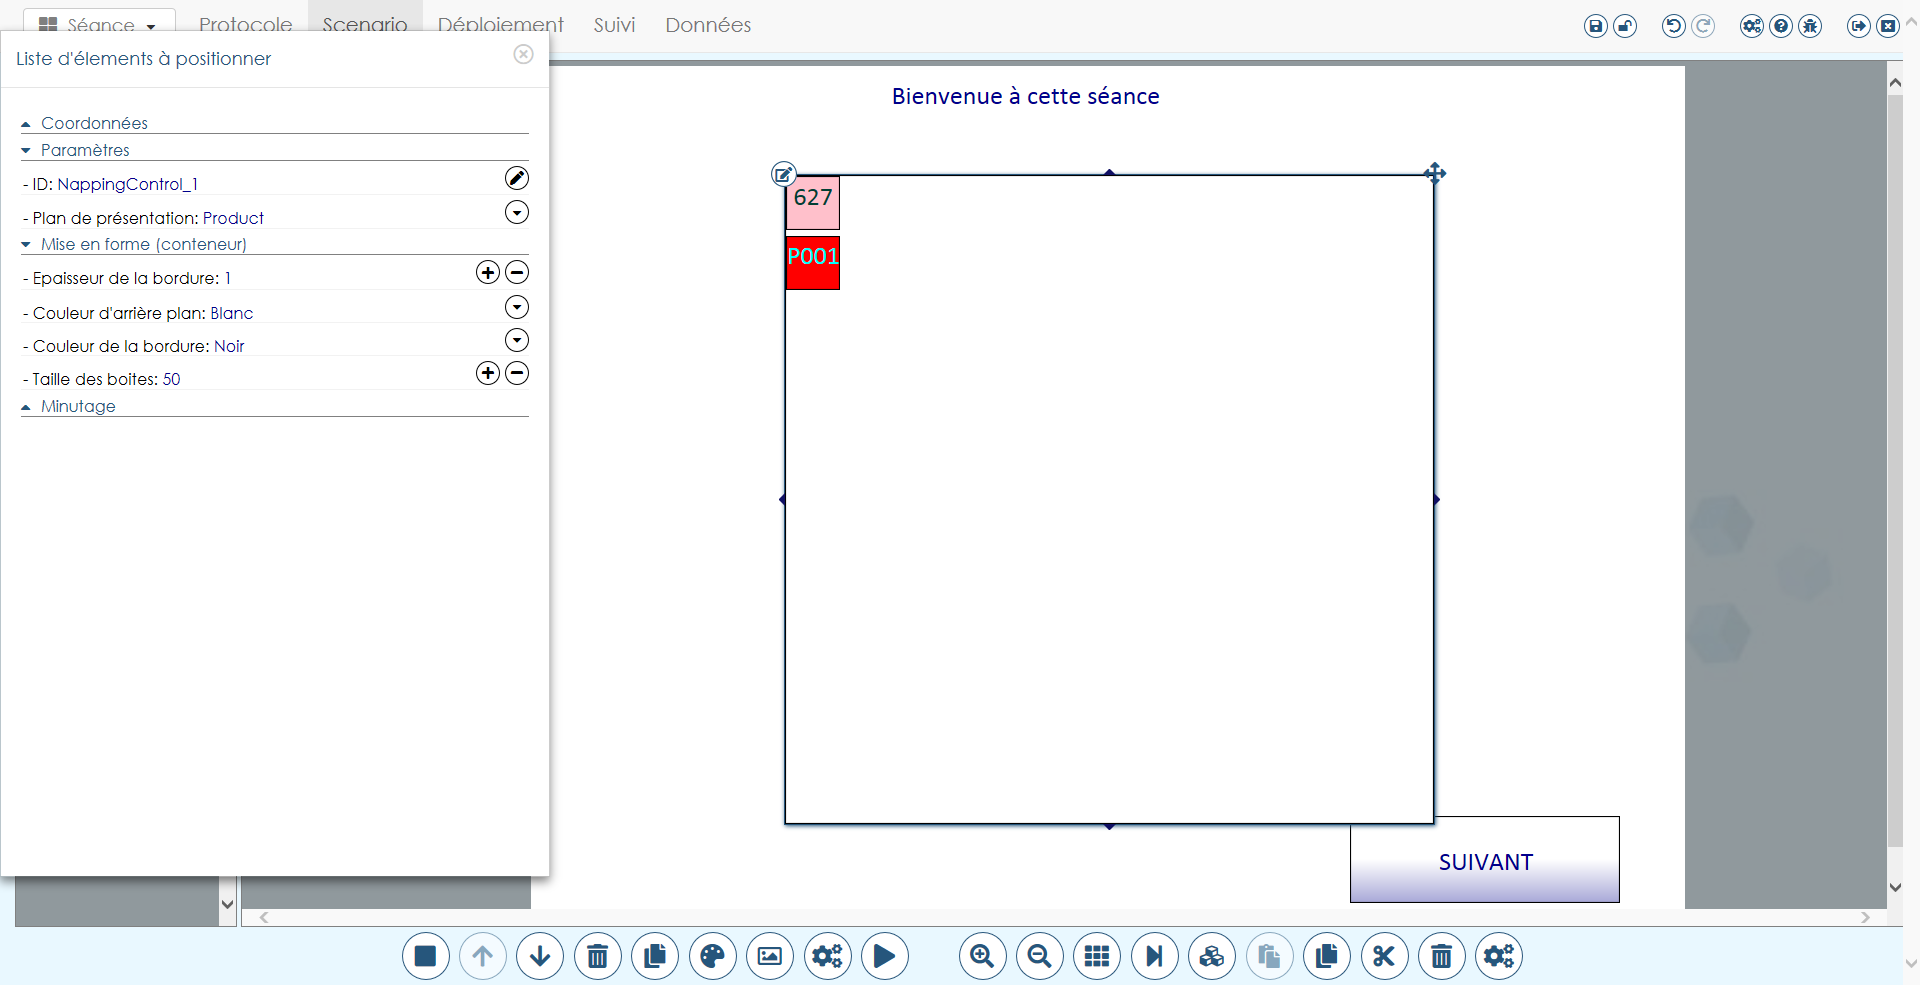 Séance
Protocole
Scenario
Déploiement
Suivi
Données
Liste d'élements à positionner
Coordonnées
Paramètres
- ID: NappingControl_1
- Plan de présentation: Product
Mise en forme (conteneur)
- Epaisseur de la bordure: 1
- Couleur d'arrière plan: Blanc
- Couleur de la bordure: Noir
- Taille des boites: 50
Minutage
Bienvenue à cette séance
627
P001
SUIVANT